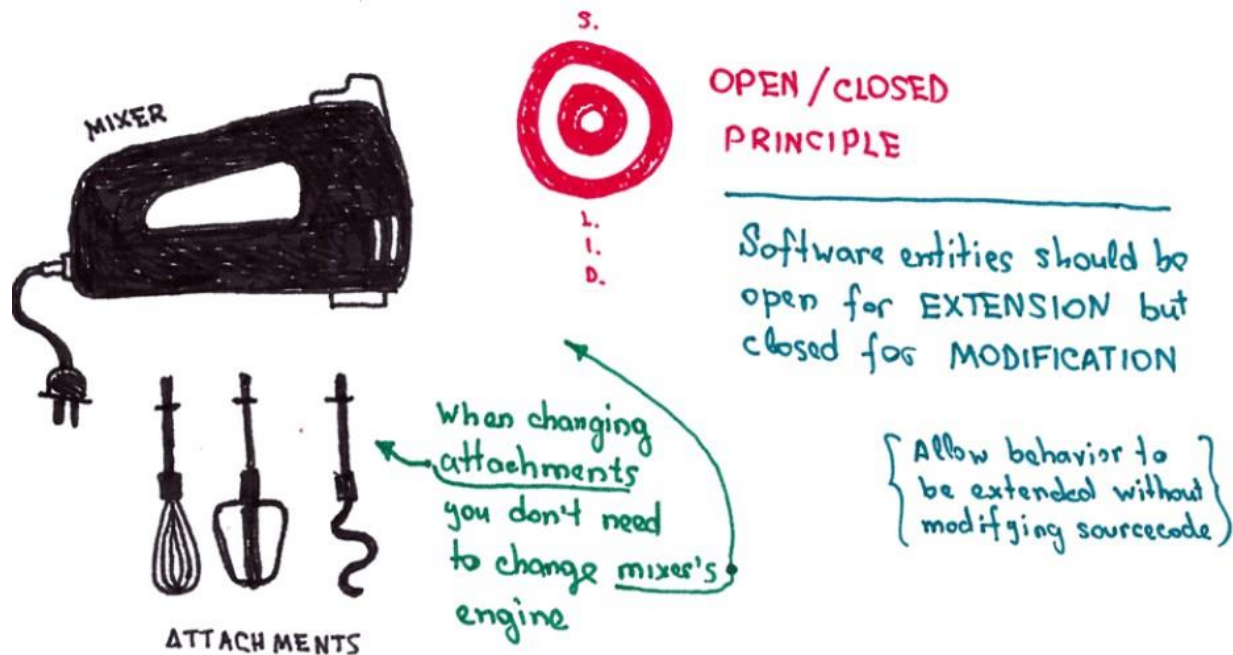 MIXER
S.
L.
I.
D.
OPEN/CLOSED
PRINCIPLE
Software entities should be
open for EXTENSION but
closed for MODIFICATION
{ Allow behavior to
be extended without
modifying sourcecode }
When changing
attachments
you don't need
to change mixer's
engine
ATTACHMENTS